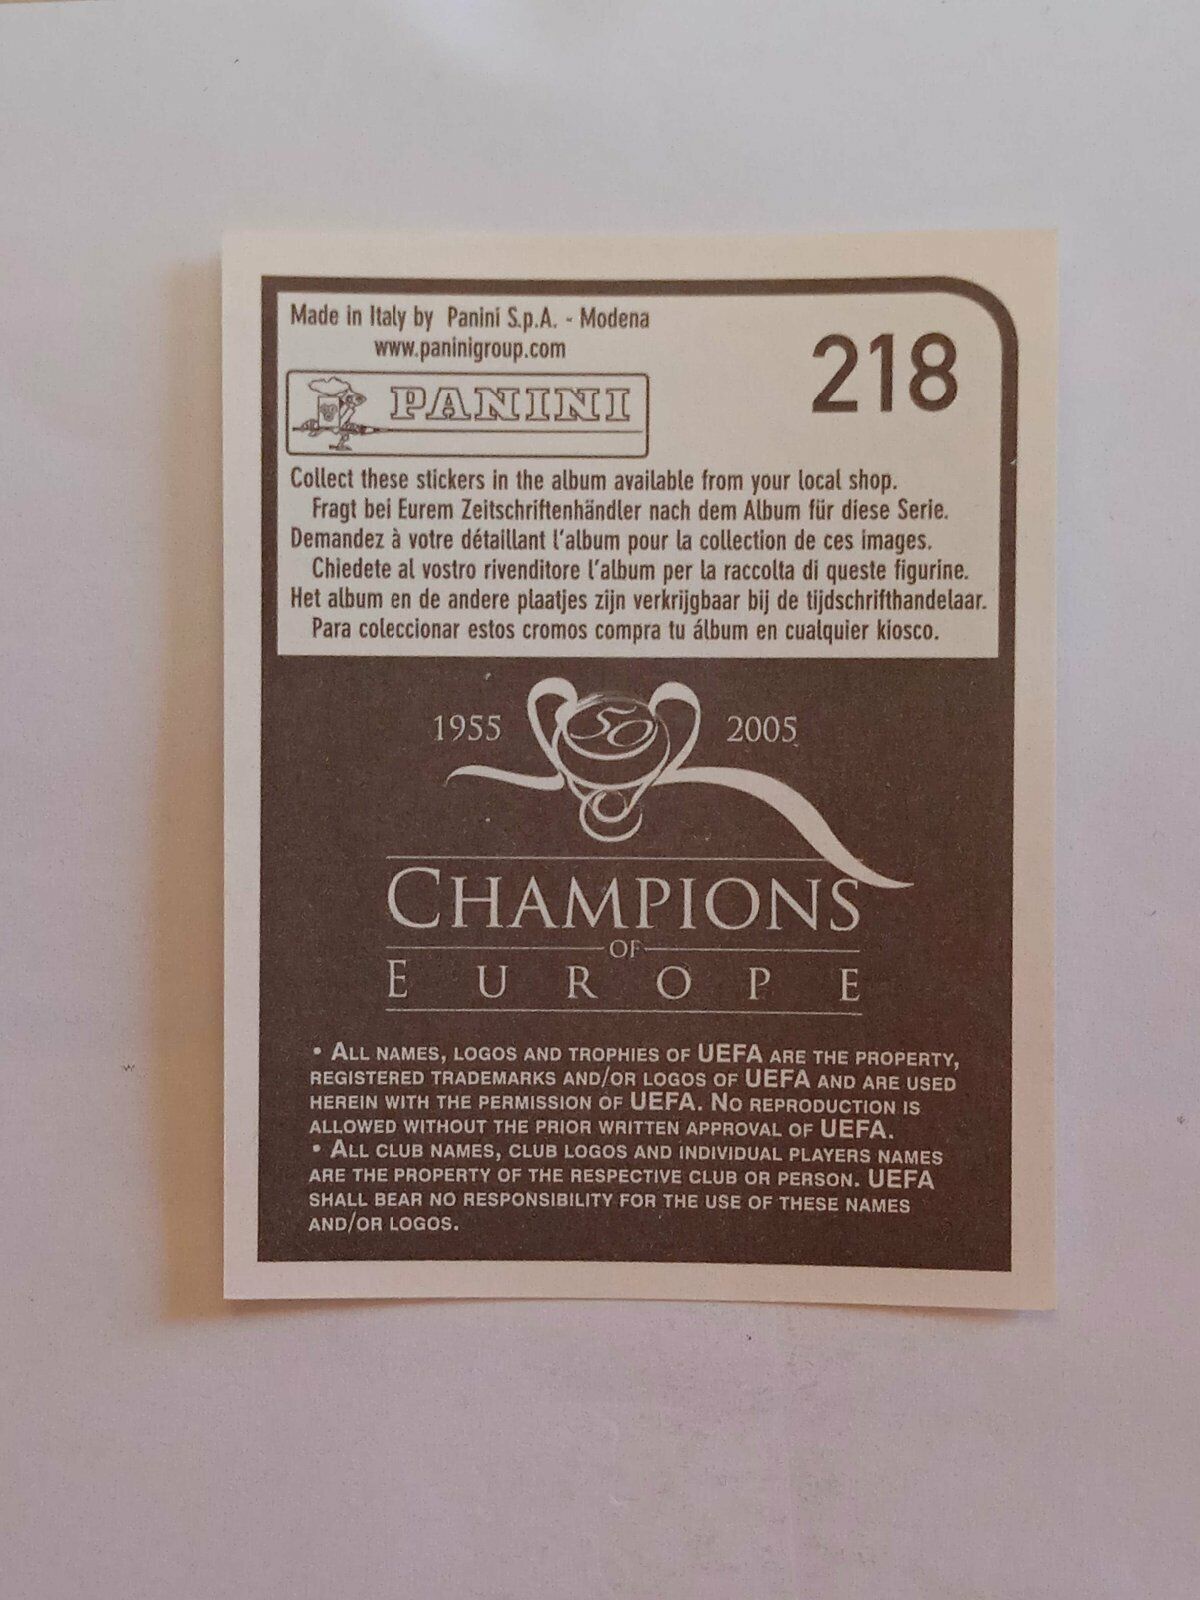 Made in Italy by Panini S.p.A. - Modena
www.paninigroup.com
218
PANINI
Collect these stickers in the album available from your local shop.
Fragt bei Eurem Zeitschriftenhändler nach dem Album für diese Serie.
Demandez à votre détaillant l'album pour la collection de ces images.
Chiedete al vostro rivenditore l'album per la raccolta di queste figurine.
Het album en de andere plaatjes zijn verkrijgbaar bij de tijdschrifthandelaar.
Para coleccionar estos cromos compra tu álbum en cualquier kiosco.
1955 50 2005
CHAMPIONS
OF
EUROPE
• ALL NAMES, LOGOS AND TROPHIES OF UEFA ARE THE PROPERTY,
REGISTERED TRADEMARKS AND/OR LOGOS OF UEFA AND ARE USED
HEREIN WITH THE PERMISSION OF UEFA. NO REPRODUCTION IS
ALLOWED WITHOUT THE PRIOR WRITTEN APPROVAL OF UEFA.
• ALL CLUB NAMES, CLUB LOGOS AND INDIVIDUAL PLAYERS NAMES
ARE THE PROPERTY OF THE RESPECTIVE CLUB OR PERSON. UEFA
SHALL BEAR NO RESPONSIBILITY FOR THE USE OF THESE NAMES
AND/OR LOGOS.